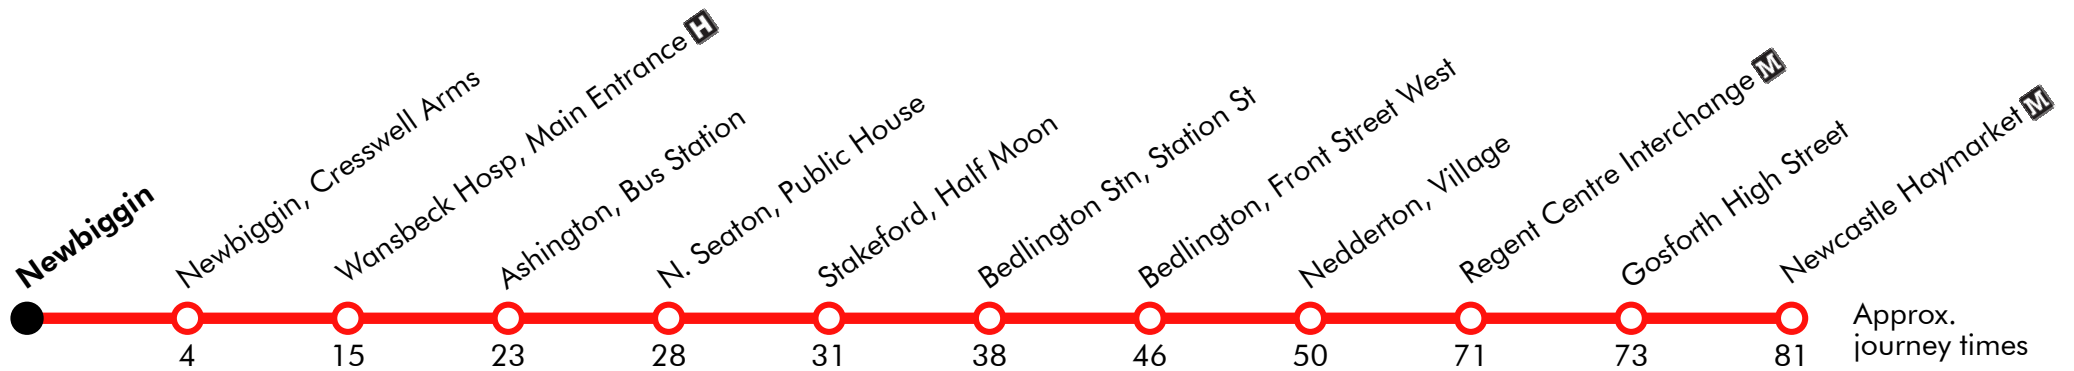 Newbiggin
Newbiggin, Cresswell Arms
Wansbeck Hosp, Main Entrance H
Ashington, Bus Station
N. Seaton, Public House
Stakeford, Half Moon
Bedlington Stn, Station St
Bedlington, Front Street West
Nedderton, Village
Regent Centre Interchange M
Gosforth High Street
Newcastle Haymarket M
4 15 23 28 31 38 46 50 71 73 81
Approx.
journey times